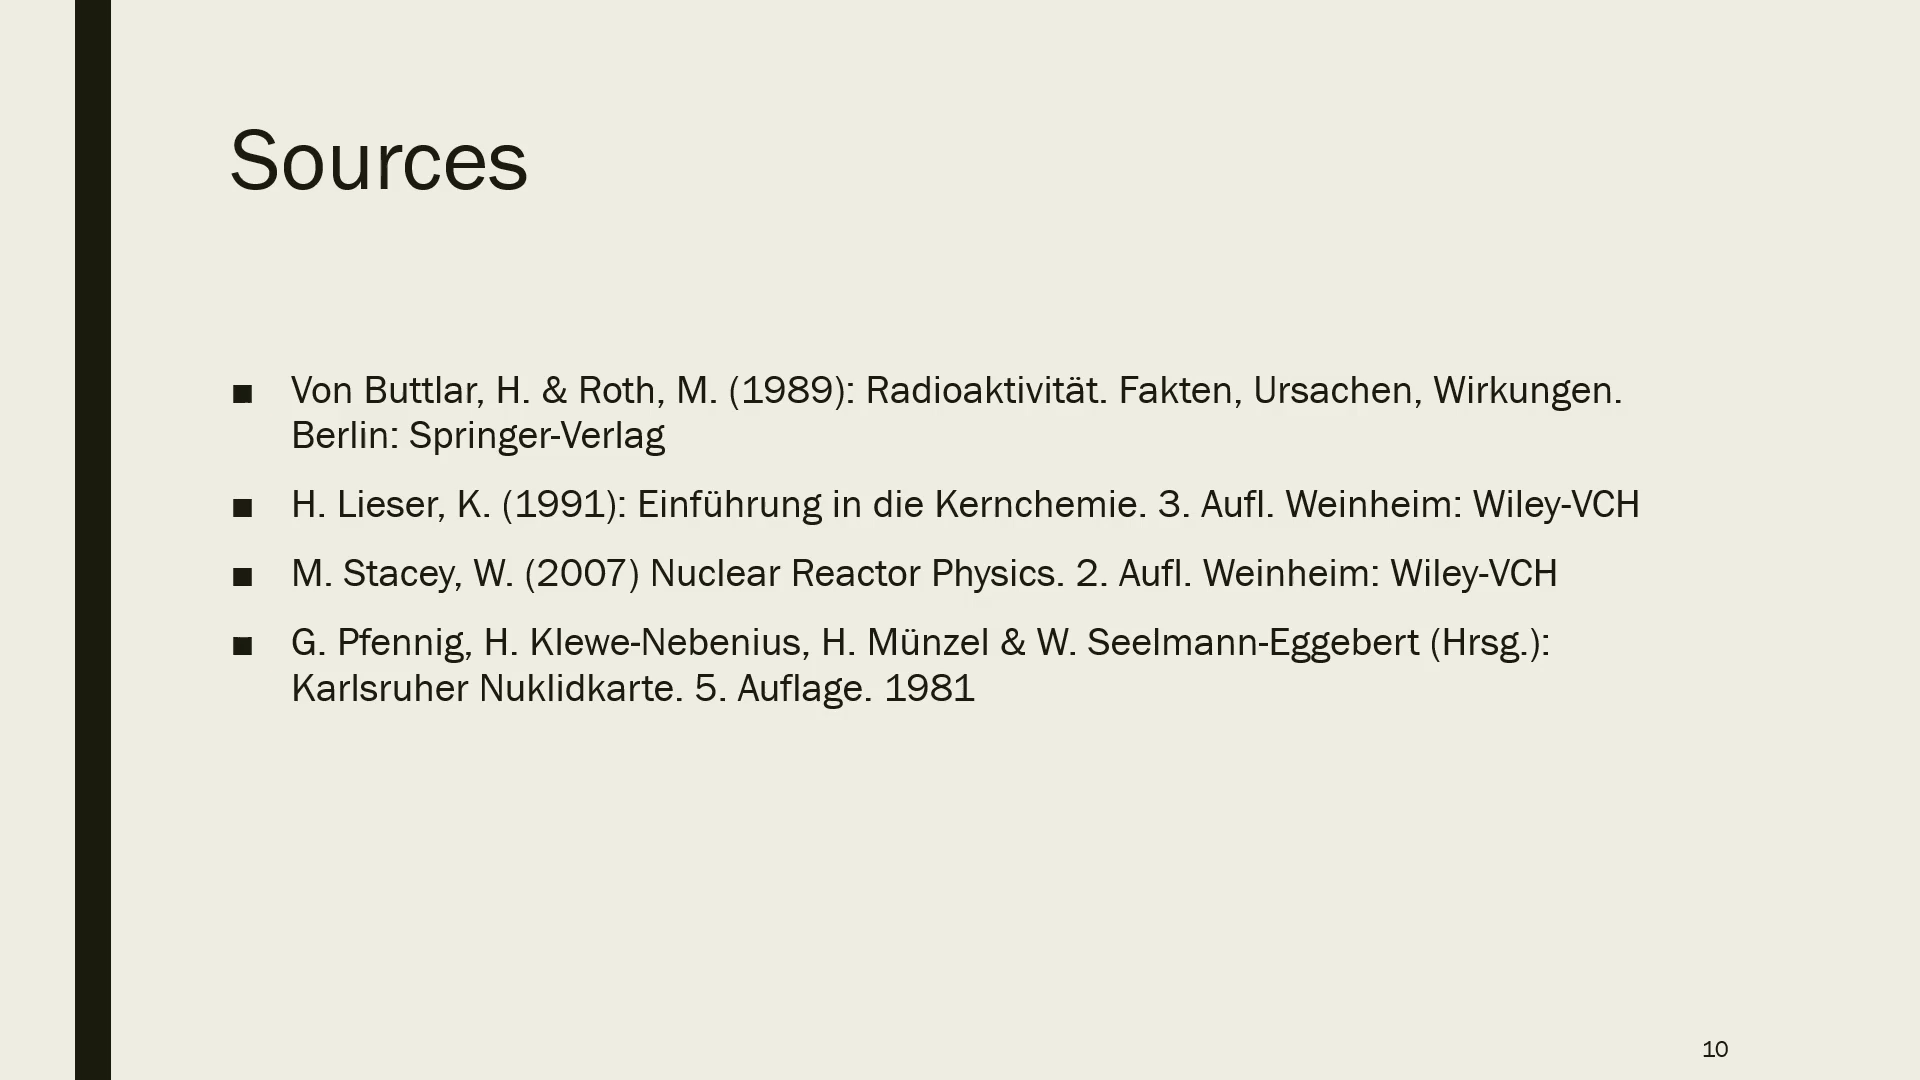 Sources
■ Von Buttlar, H. & Roth, M. (1989): Radioaktivität. Fakten, Ursachen, Wirkungen.
Berlin: Springer-Verlag
■ H. Lieser, K. (1991): Einführung in die Kernchemie. 3. Aufl. Weinheim: Wiley-VCH
■ M. Stacey, W. (2007) Nuclear Reactor Physics. 2. Aufl. Weinheim: Wiley-VCH
■ G. Pfennig, H. Klewe-Nebenius, H. Münzel & W. Seelmann-Eggebert (Hrsg.):
Karlsruher Nuklidkarte. 5. Auflage. 1981
10